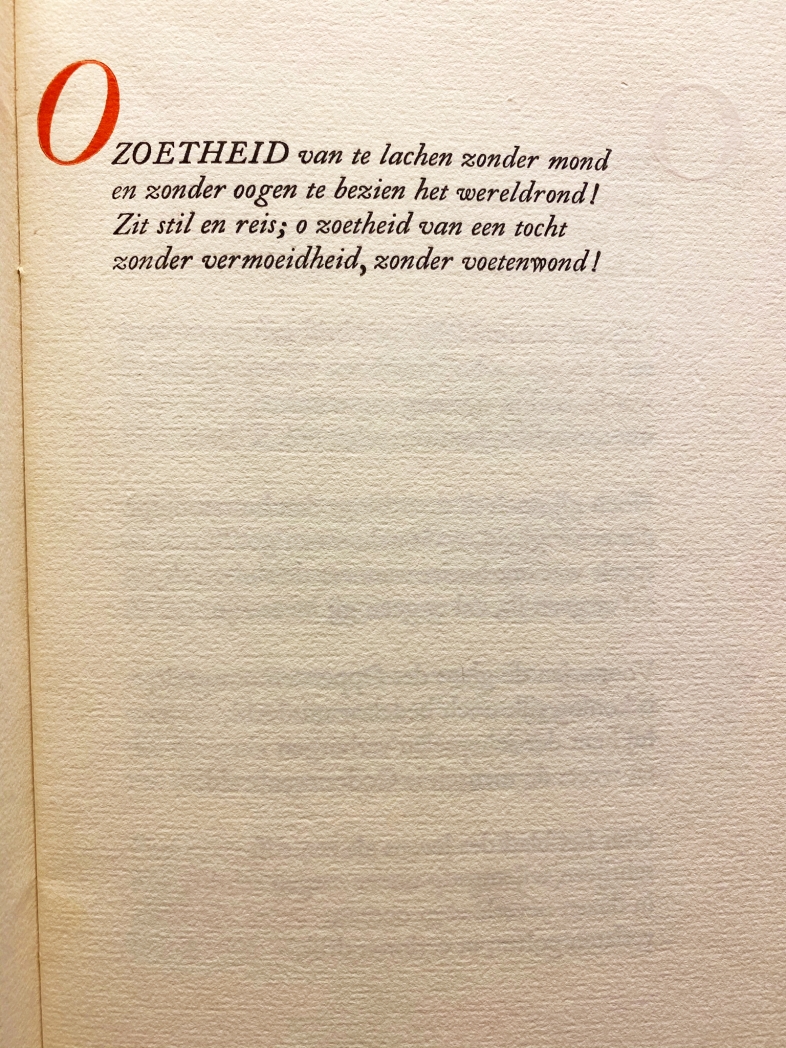 O ZOETHEID van te lachen zonder mond
en zonder oogen te bezien het wereldrond!
Zit stil en reis; o zoetheid van een tocht
zonder vermoeidheid, zonder voetenwond!